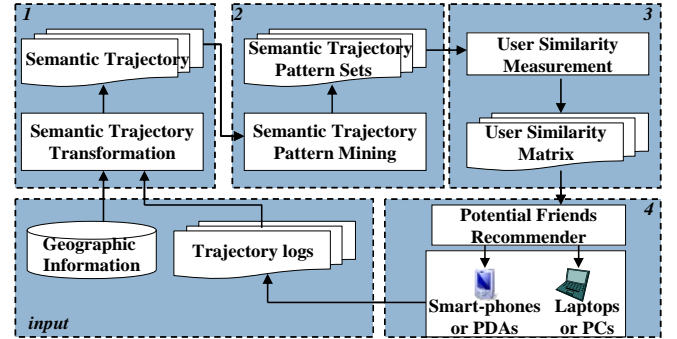 1
Semantic Trajectory
Semantic Trajectory
Transformation
2
Semantic Trajectory
Pattern Sets
Semantic Trajectory
Pattern Mining
3
User Similarity
Measurement
User Similarity
Matrix
Geographic
Information
Trajectory logs
input
4
Potential Friends
Recommender
Smart-phones
or PDAs
Laptops
or PCs